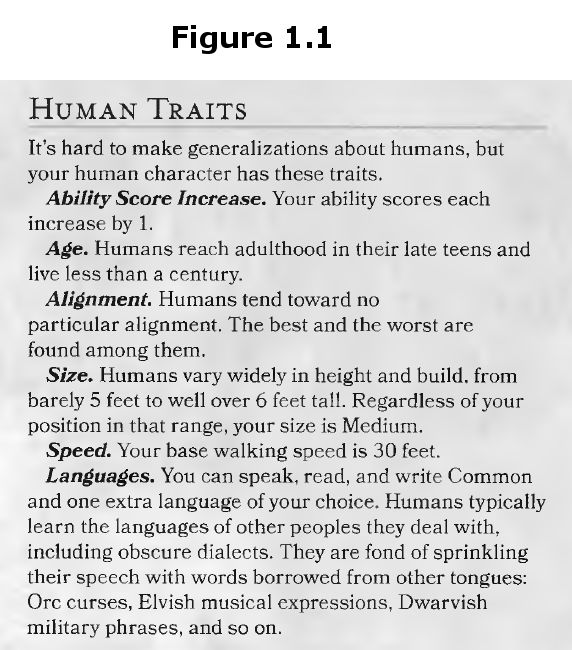 Figure 1.1
HUMAN TRAITS
It's hard to make generalizations about humans, but
your human character has these traits.
Ability Score Increase. Your ability scores each
increase by 1.
Age. Humans reach adulthood in their late teens and
live less than a century.
Alignment. Humans tend toward no
particular alignment. The best and the worst are
found among them.
Size. Humans vary widely in height and build, from
barely 5 feet to well over 6 feet tall. Regardless of your
position in that range, your size is Medium.
Speed. Your base walking speed is 30 feet.
Languages. You can speak, read, and write Common
and one extra language of your choice. Humans typically
learn the languages of other peoples they deal with,
including obscure dialects. They are fond of sprinkling
their speech with words borrowed from other tongues:
Orc curses, Elvish musical expressions, Dwarvish
military phrases, and so on.